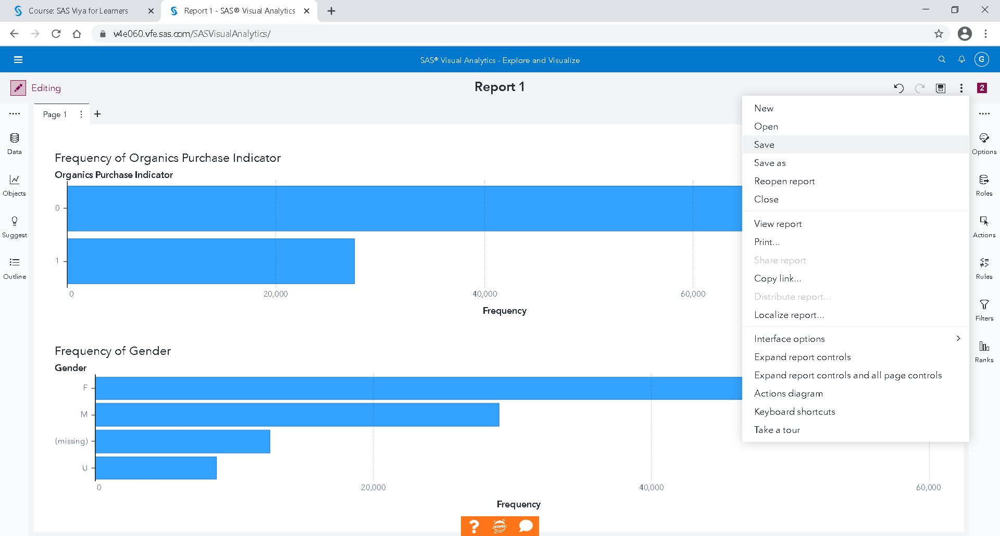 Course: SAS Viya for Learners
Report 1 - SAS® Visual Analytics
v4e060.vfe.sas.com/SASVisualAnalytics/
SAS® Visual Analytics - Explore and Visualize
G
Editing
Report 1
2
Page 1
Data
Objects
Suggest
Outline
Frequency of Organics Purchase Indicator
Organics Purchase Indicator
0
1
0 20,000 40,000 60,000
Frequency
Frequency of Gender
Gender
F
M
(missing)
U
0 20,000 40,000 60,000
Frequency
New
Open
Save
Save as
Reopen report
Close
View report
Print...
Share report
Copy link...
Distribute report...
Localize report...
Interface options
Expand report controls
Expand report controls and all page controls
Actions diagram
Keyboard shortcuts
Take a tour
Options
Roles
Actions
Rules
Filters
Ranks
?
jupyter